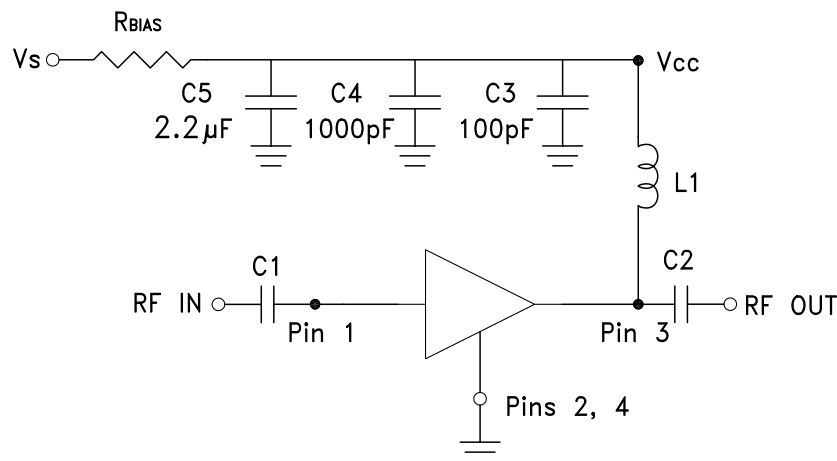 RBIAS
Vs
Vcc
C5
2.2µF
C4
1000pF
C3
100pF
L1
C1
C2
RF IN
RF OUT
Pin 1
Pin 3
Pins 2, 4